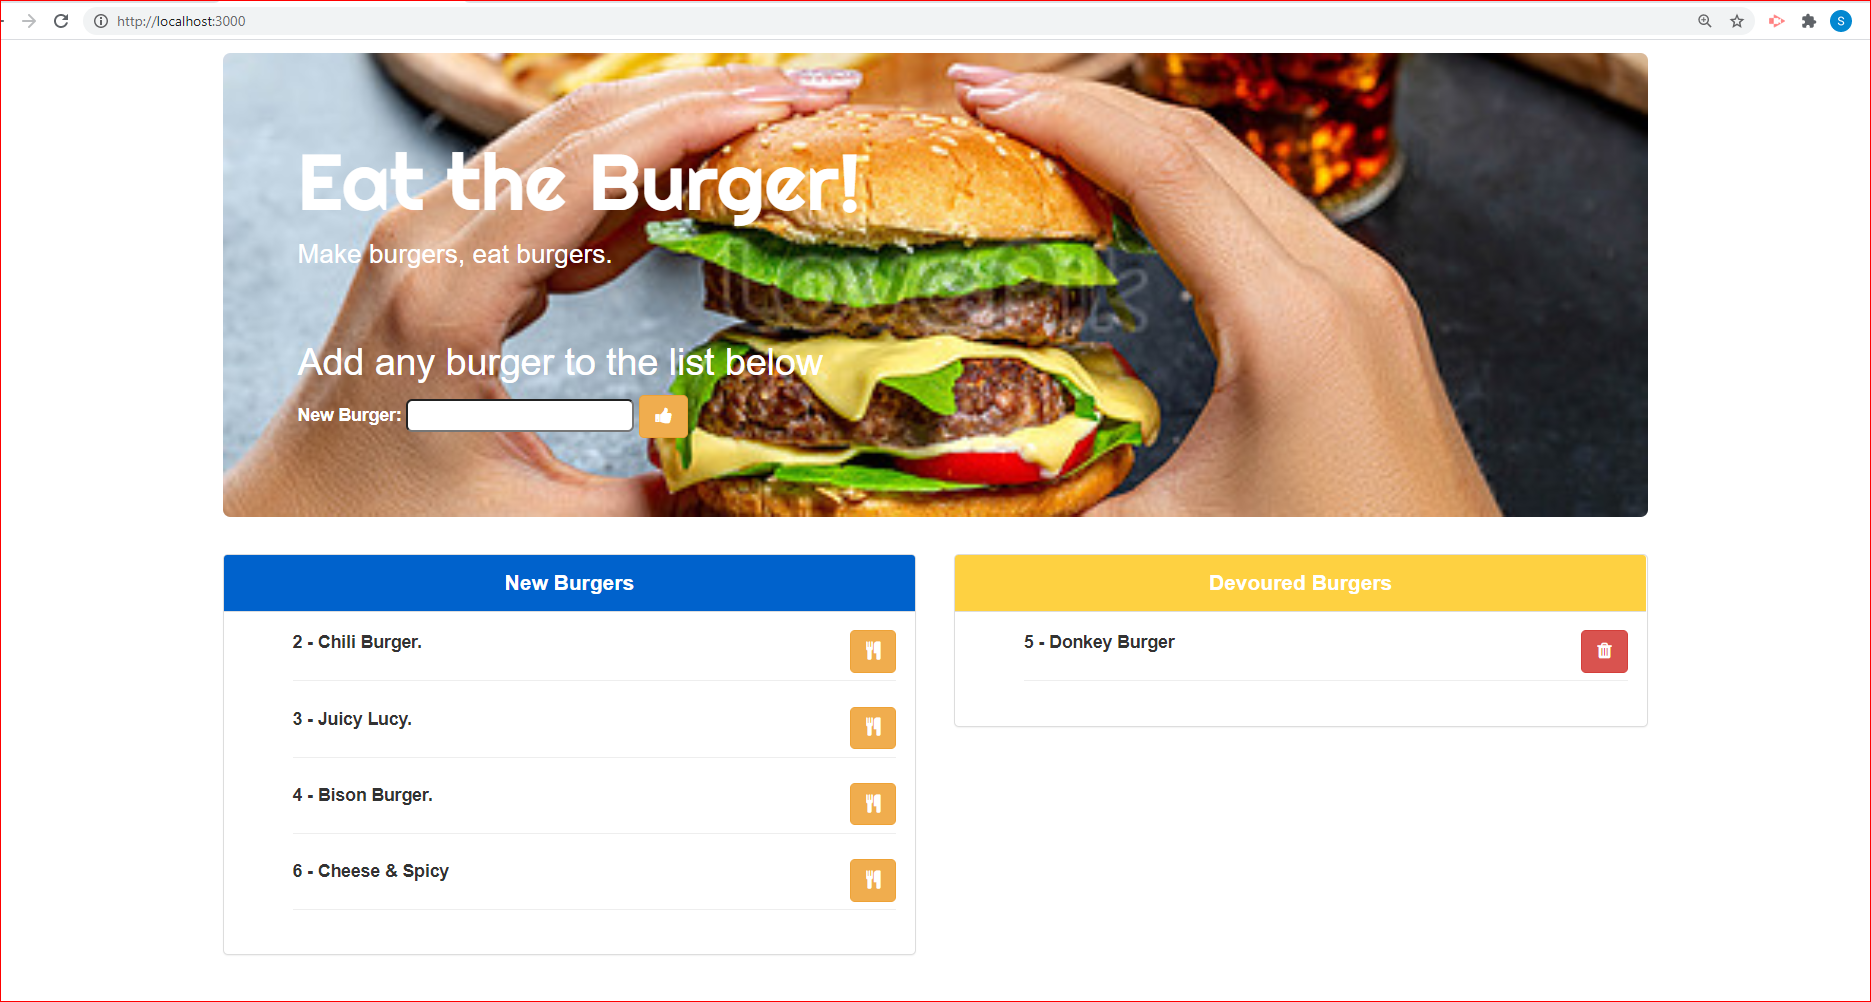 http://localhost:3000
S
Eat the Burger!
Make burgers, eat burgers.
Add any burger to the list below
New Burger:
New Burgers
2 - Chili Burger.
3 - Juicy Lucy.
4 - Bison Burger.
6 - Cheese & Spicy
Devoured Burgers
5 - Donkey Burger